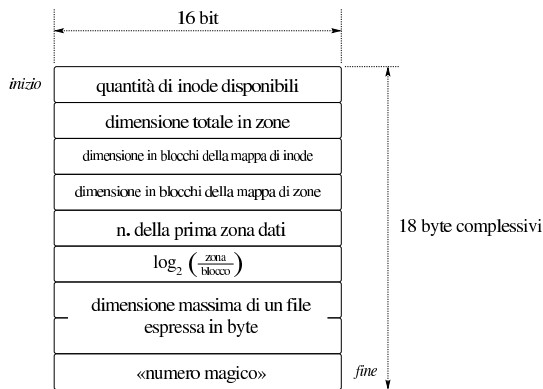 16 bit
inizio
quantità di inode disponibili
dimensione totale in zone
dimensione in blocchi della mappa di inode
dimensione in blocchi della mappa di zone
n. della prima zona dati
18 byte complessivi
log₂ (zona/blocco)
dimensione massima di un file
espressa in byte
«numero magico»
fine